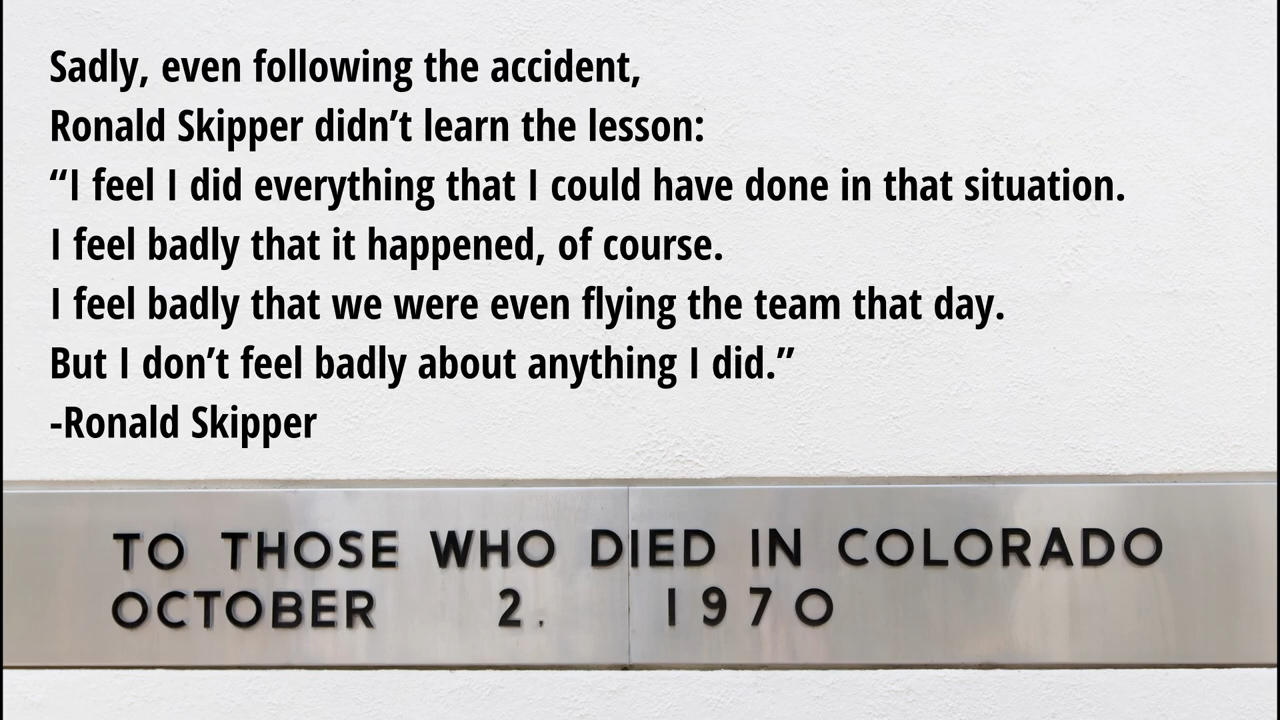 Sadly, even following the accident,
Ronald Skipper didn’t learn the lesson:
“I feel I did everything that I could have done in that situation.
I feel badly that it happened, of course.
I feel badly that we were even flying the team that day.
But I don’t feel badly about anything I did.”
-Ronald Skipper
TO THOSE WHO DIED IN COLORADO
OCTOBER 2. 1970